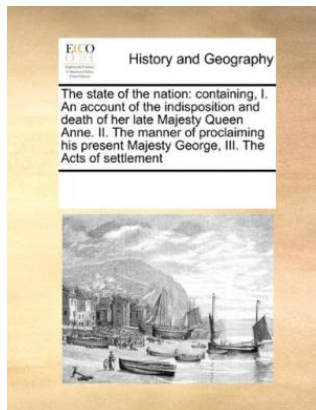 ECCO
History and Geography
The state of the nation: containing, I.
An account of the indisposition and
death of her late Majesty Queen
Anne. II. The manner of proclaiming
his present Majesty George, III. The
Acts of settlement